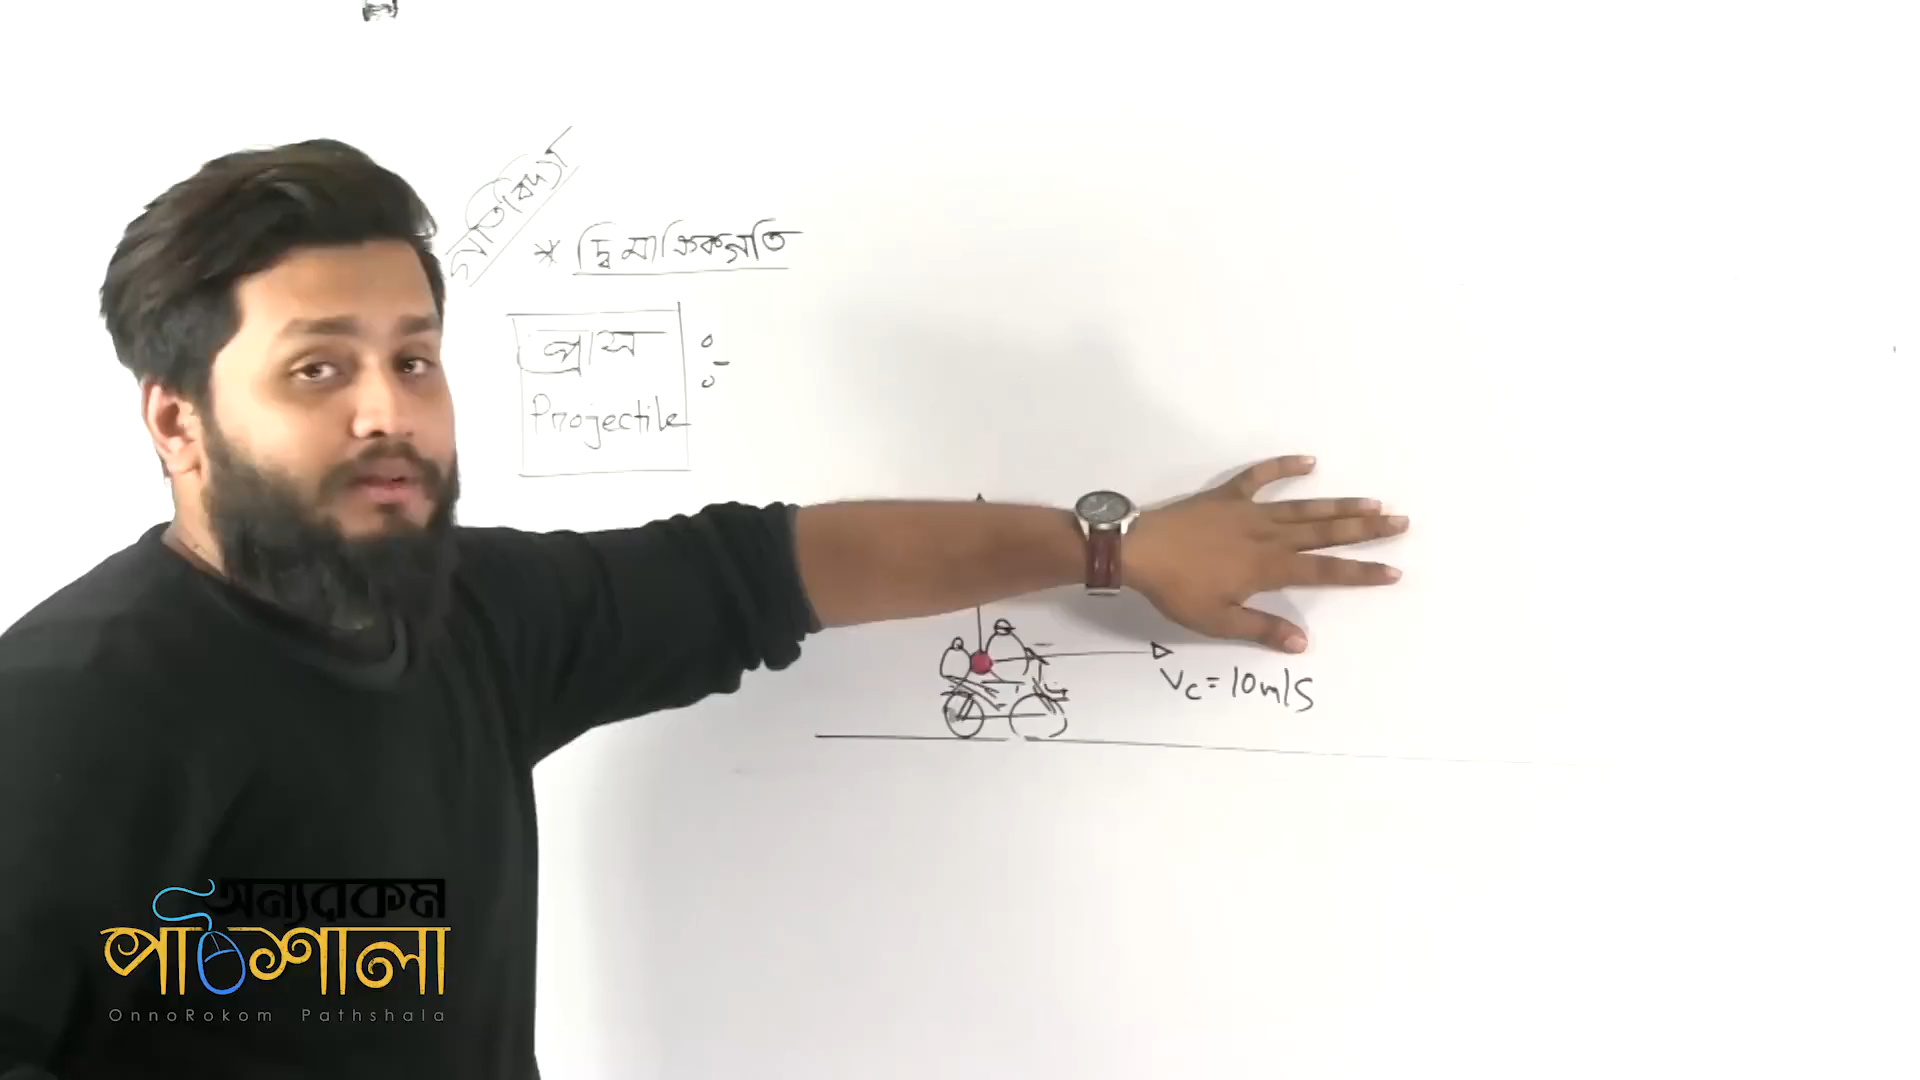 গতিবিদ্যা
* দ্বিমাত্রিক গতি
প্রাস
Projectile
:-
Vc = 10m/s
অন্যরকম
পাঠশালা
OnnoRokom Pathshala